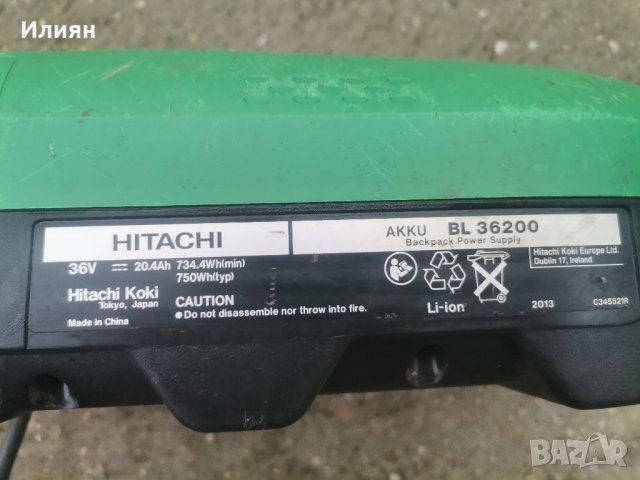 Илиян
HITACHI
AKKU BL 36200
Backpack Power Supply
36V 20.4Ah 734.4Wh(min)
750Wh(typ)
Hitachi Koki
Tokyo, Japan
Made in China
CAUTION
● Do not disassemble nor throw into fire.
Li-ion
Hitachi Koki Europe Ltd.
Dublin 17, Ireland
2013
C345521R
BAZAR